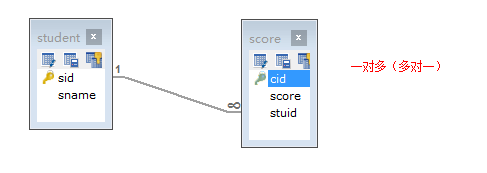 student x
sid
sname
1
∞
score x
cid
score
stuid
一对多（多对一）